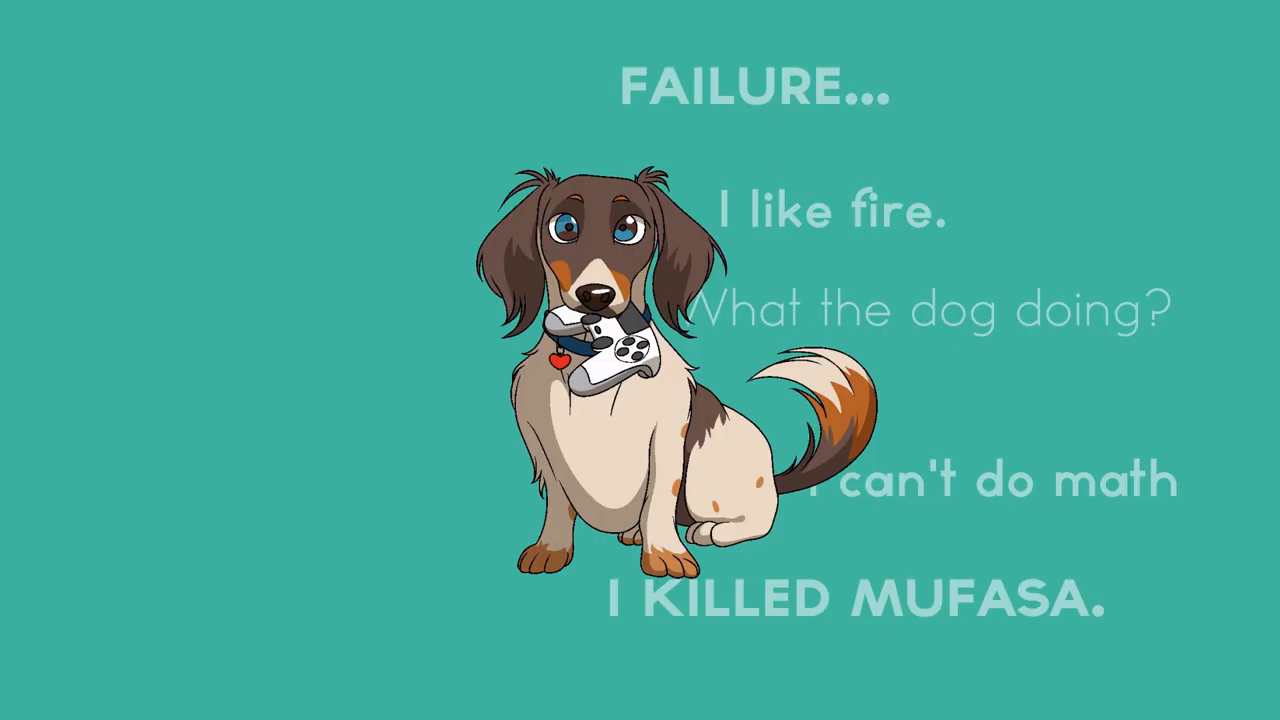 FAILURE...
I like fire.
What the dog doing?
I can't do math
I KILLED MUFASA.